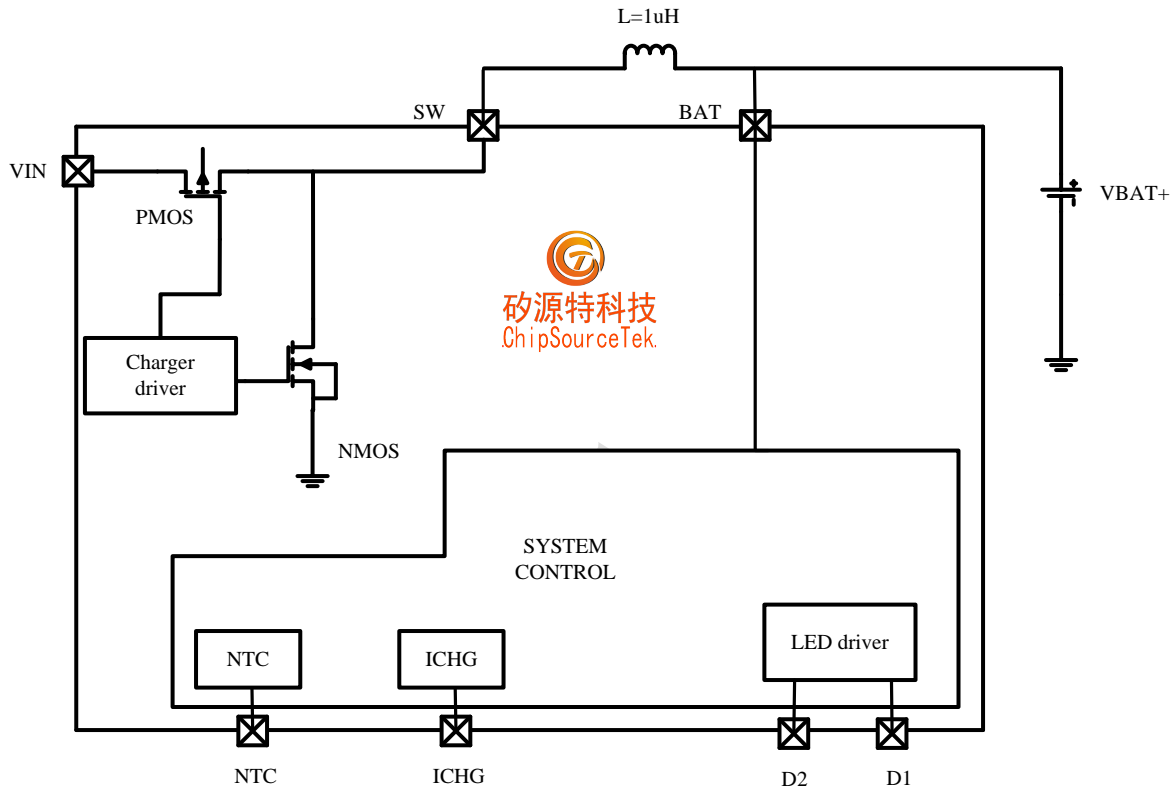 L=1uH
SW
BAT
VIN
PMOS
VBAT+
矽源特科技
ChipSourceTek
Charger
driver
NMOS
SYSTEM
CONTROL
NTC
ICHG
LED driver
NTC
ICHG
D2
D1